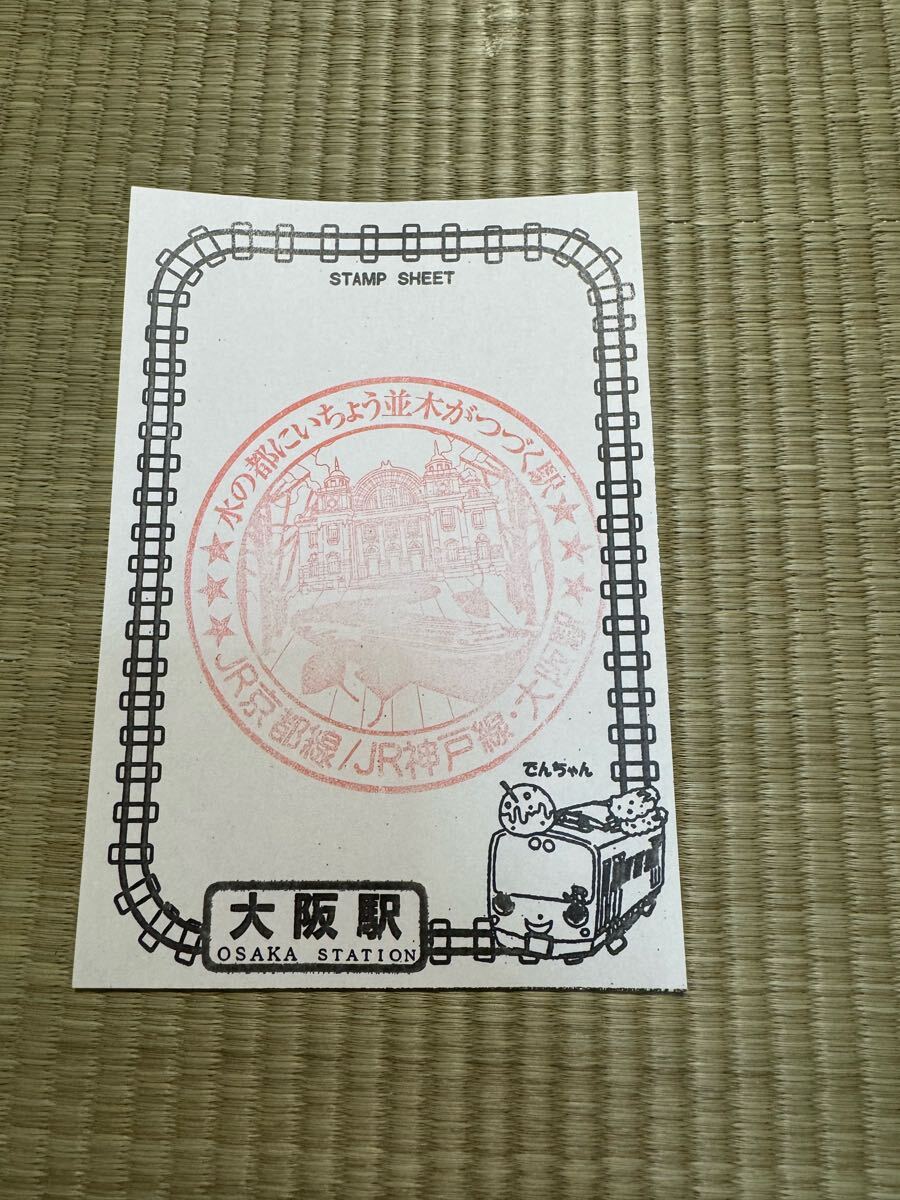 STAMP SHEET
水の都にいちょう並木がつづく駅
JR京都線/JR神戸線・大阪駅
でんちゃん
大阪駅
OSAKA STATION